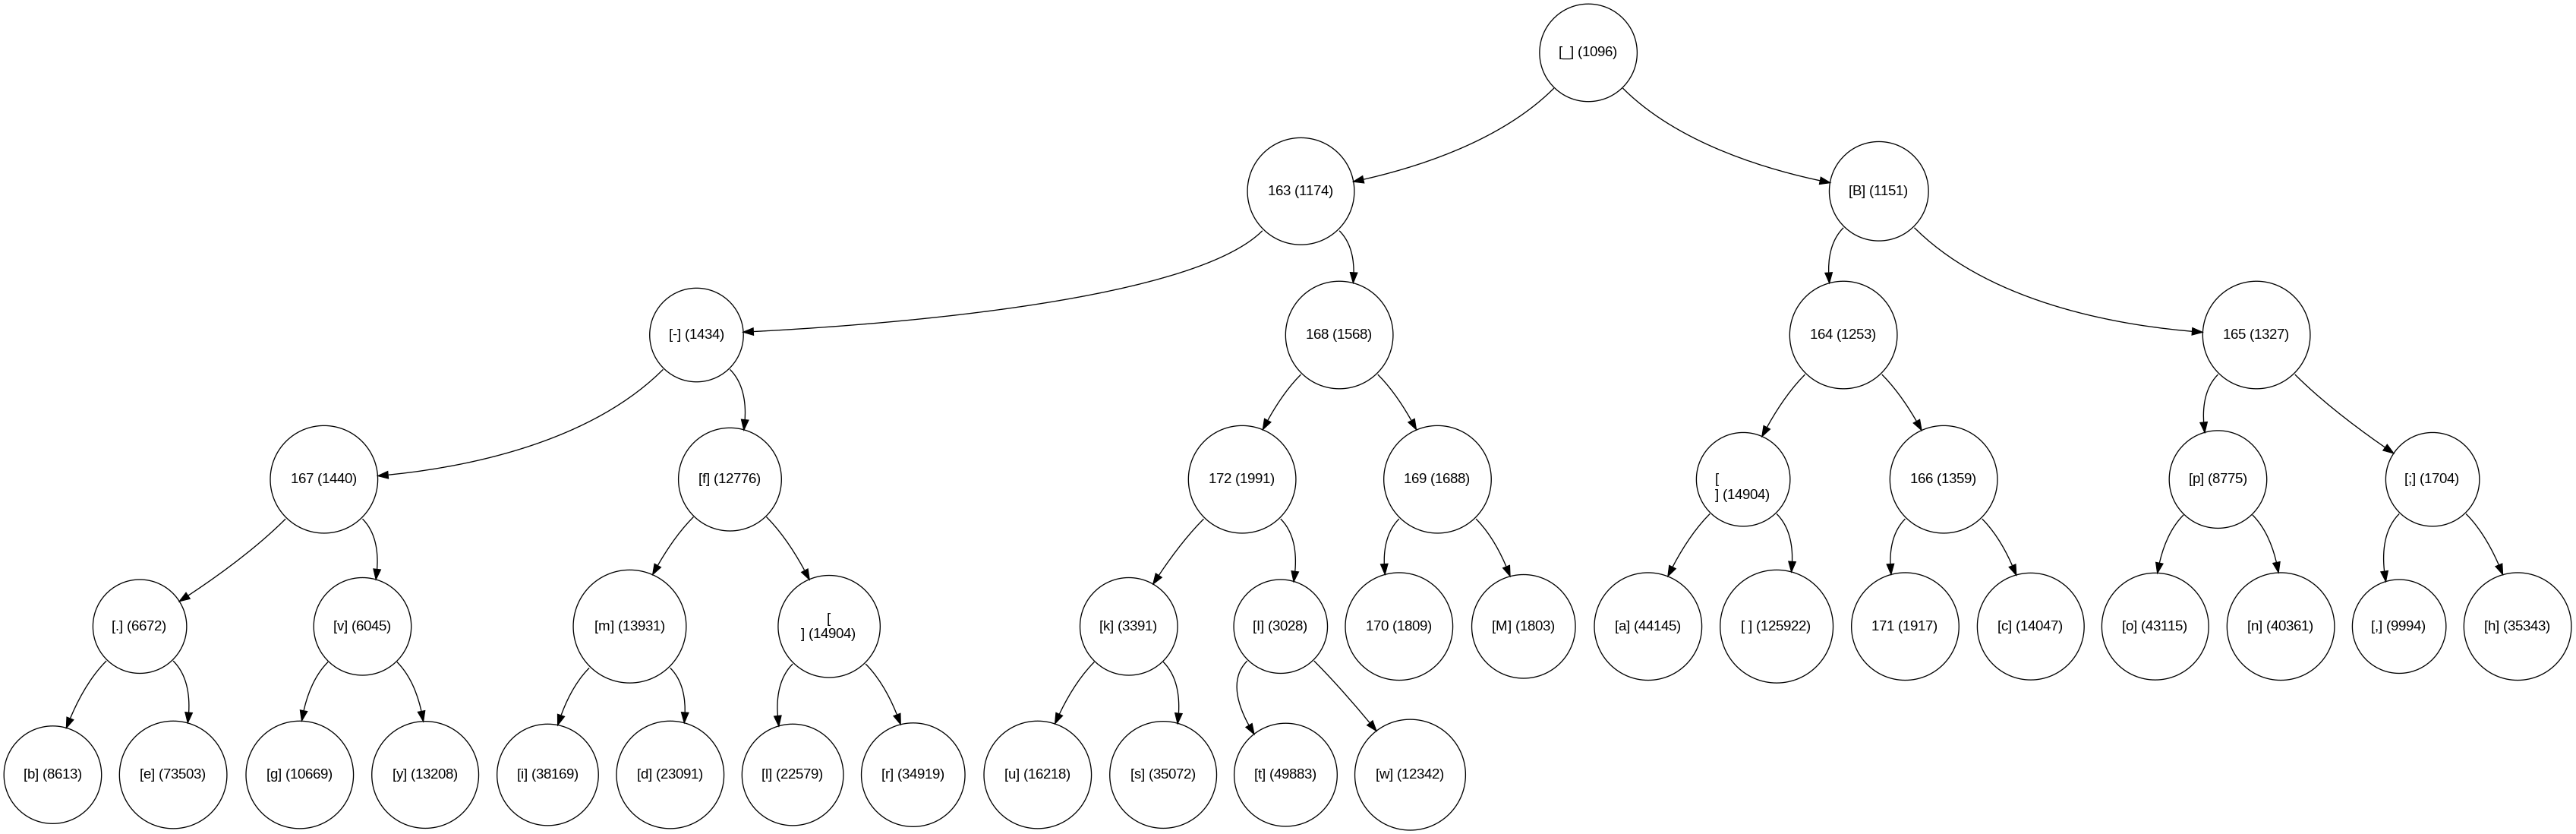 [_] (1096)
163 (1174)
[B] (1151)
[-] (1434)
168 (1568)
164 (1253)
165 (1327)
167 (1440)
[f] (12776)
172 (1991)
169 (1688)
[
] (14904)
166 (1359)
[p] (8775)
[;] (1704)
[.] (6672)
[v] (6045)
[m] (13931)
[
] (14904)
[k] (3391)
[I] (3028)
170 (1809)
[M] (1803)
[a] (44145)
[ ] (125922)
171 (1917)
[c] (14047)
[o] (43115)
[n] (40361)
[,] (9994)
[h] (35343)
[b] (8613)
[e] (73503)
[g] (10669)
[y] (13208)
[i] (38169)
[d] (23091)
[l] (22579)
[r] (34919)
[u] (16218)
[s] (35072)
[t] (49883)
[w] (12342)